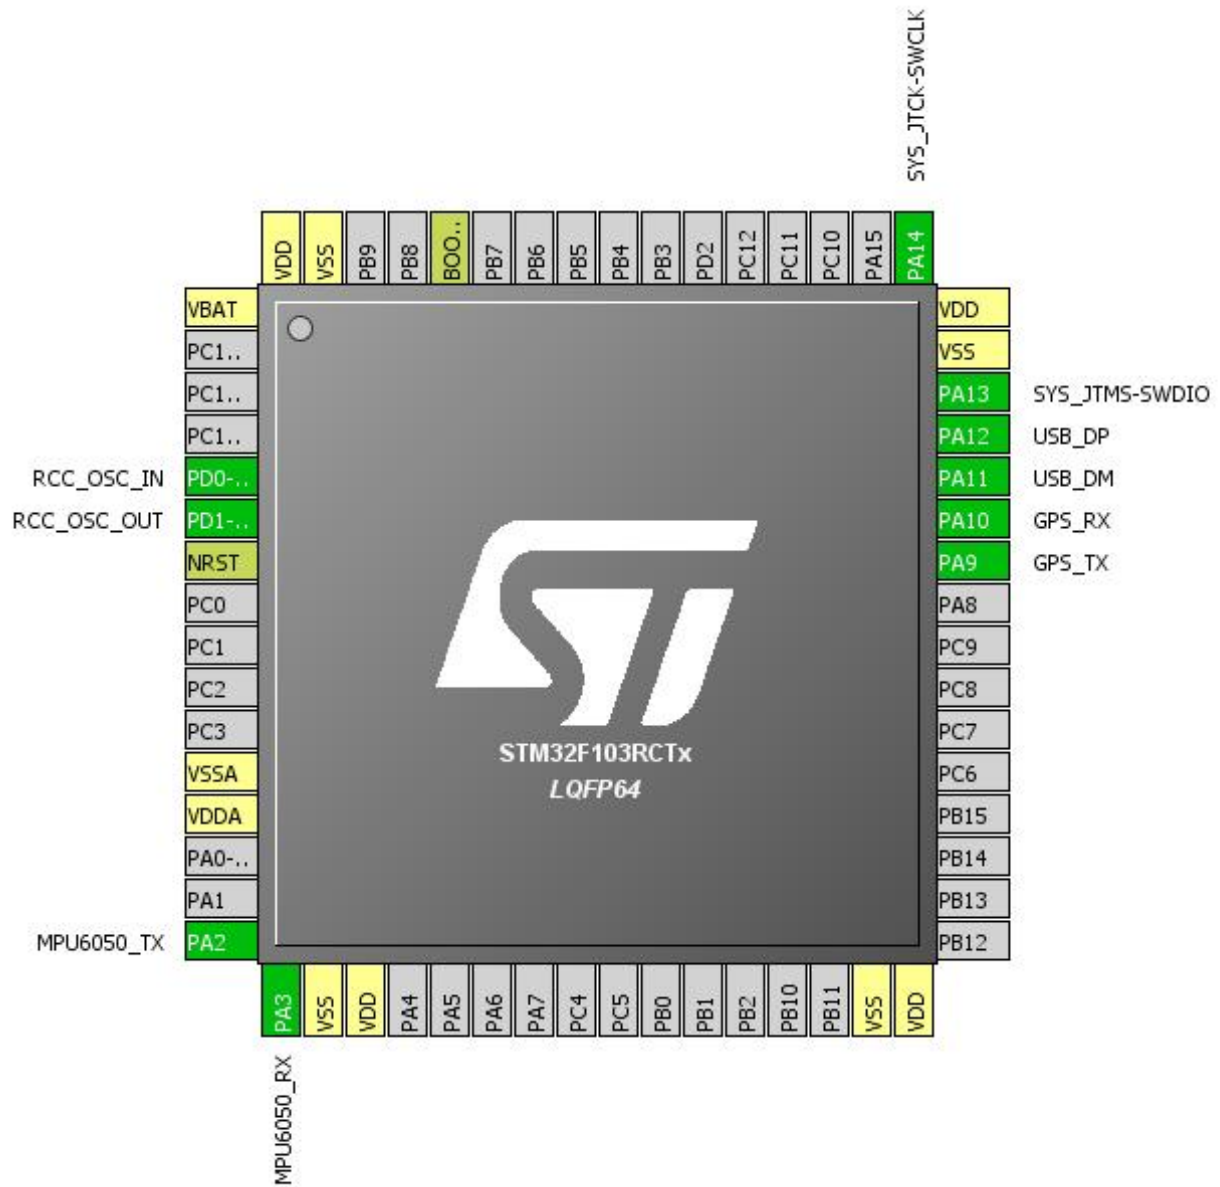 SYS_JTCK-SWCLK
VDD VSS PB9 PB8 BOO.. PB7 PB6 PB5 PB4 PB3 PD2 PC12 PC11 PC10 PA15 PA14
VBAT VDD
PC1.. VSS
PC1.. PA13 SYS_JTMS-SWDIO
PC1.. PA12 USB_DP
RCC_OSC_IN PD0-.. PA11 USB_DM
RCC_OSC_OUT PD1-.. PA10 GPS_RX
NRST PA9 GPS_TX
PC0 PA8
PC1 PC9
PC2 PC8
PC3 PC7
STM32F103RCTx
VSSA PC6
LQFP64
VDDA PB15
PA0-.. PB14
PA1 PB13
MPU6050_TX PA2 PB12
PA3 VSS VDD PA4 PA5 PA6 PA7 PC4 PC5 PB0 PB1 PB2 PB10 PB11 VSS VDD
MPU6050_RX